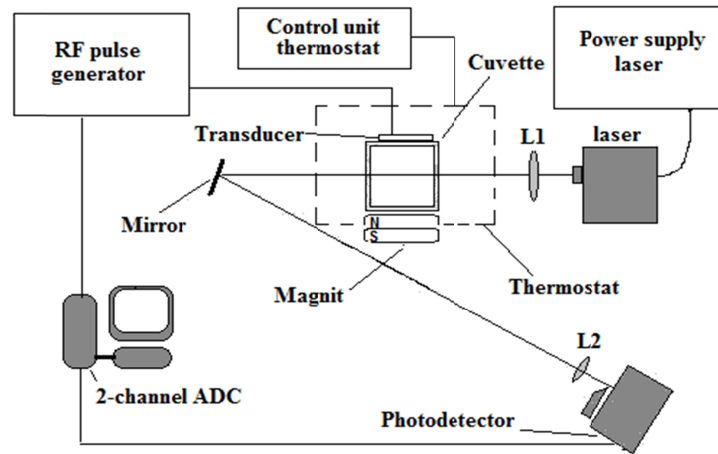 RF pulse
generator
Control unit
thermostat
Power supply
laser
Cuvette
Transducer
L1
laser
Mirror
N
S
Magnit
Thermostat
L2
2-channel ADC
Photodetector